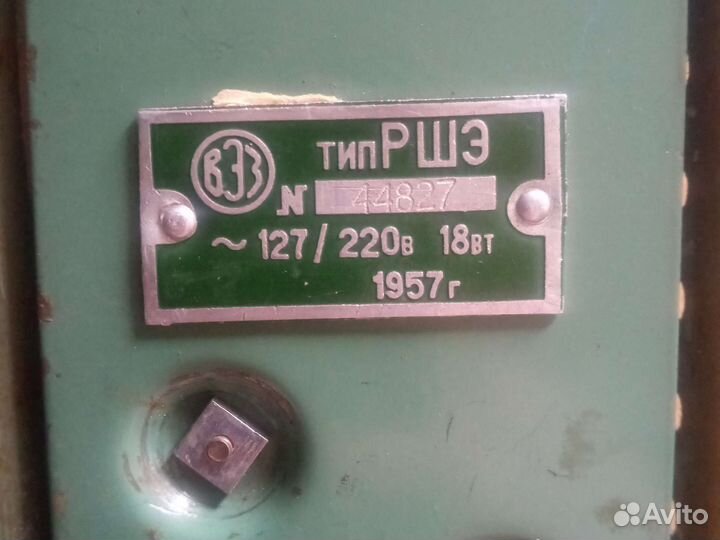 ВЭЗ
тип РШЭ
№ 44827
~ 127/220в 18вт
1957г
Avito